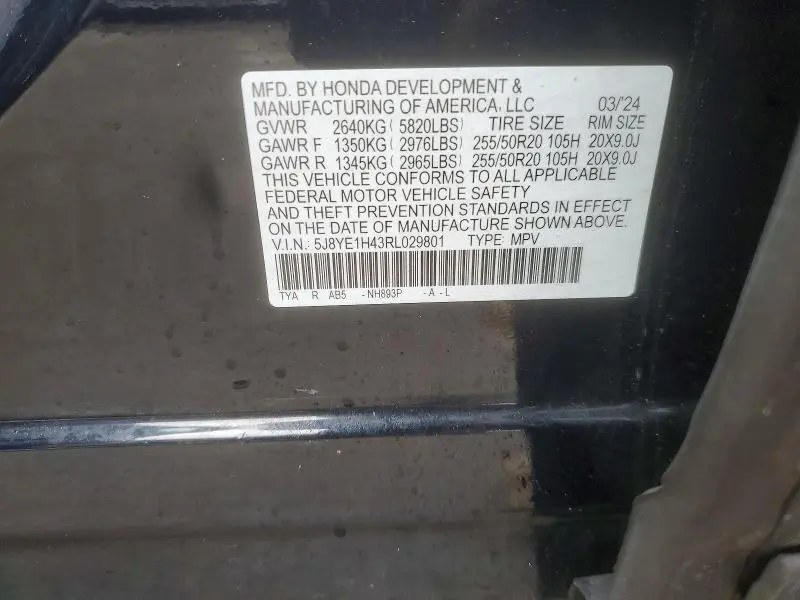 MFD. BY HONDA DEVELOPMENT &
MANUFACTURING OF AMERICA, LLC 03/'24
GVWR 2640KG ( 5820LBS) TIRE SIZE RIM SIZE
GAWR F 1350KG ( 2976LBS) 255/50R20 105H 20X9.0J
GAWR R 1345KG ( 2965LBS) 255/50R20 105H 20X9.0J
THIS VEHICLE CONFORMS TO ALL APPLICABLE
FEDERAL MOTOR VEHICLE SAFETY
AND THEFT PREVENTION STANDARDS IN EFFECT
ON THE DATE OF MANUFACTURE SHOWN ABOVE.
V.I.N.: 5J8YE1H43RL029801 TYPE: MPV
TYA R AB5 -NH893P -A-L